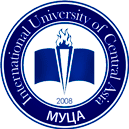 International University of Central Asia
2008
МУЦА